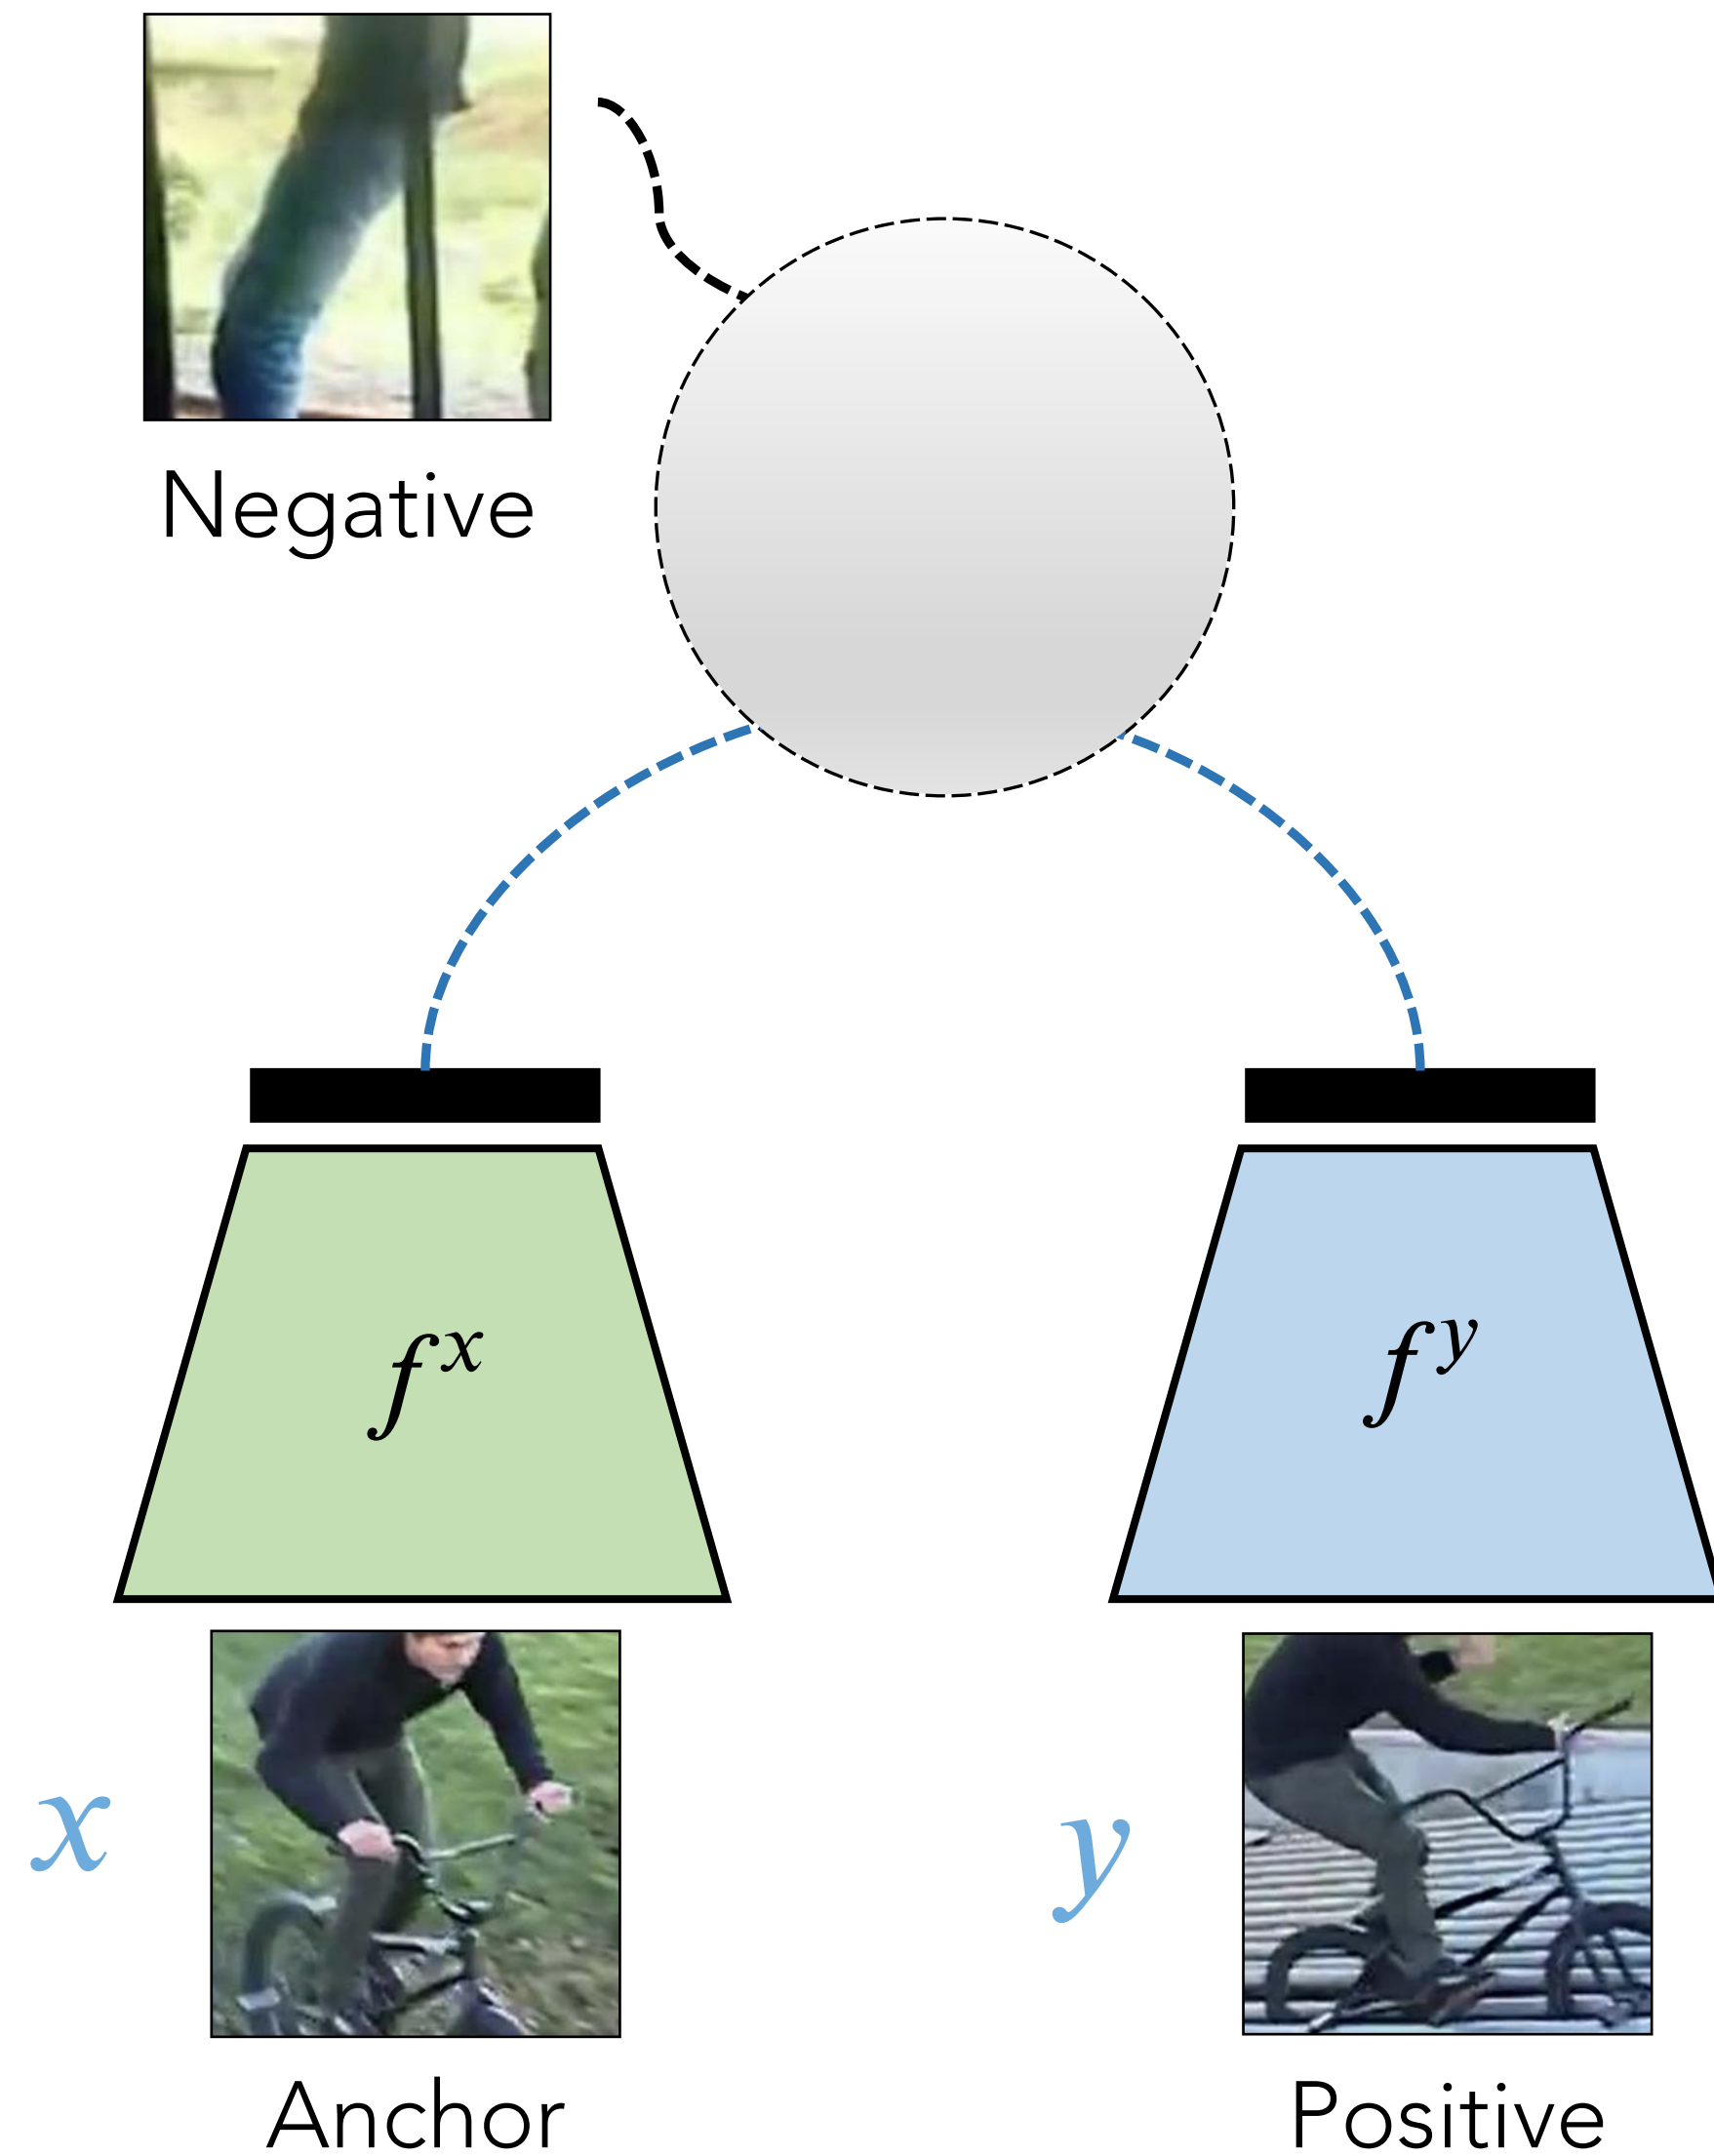 Negative
f^x
f^y
x
y
Anchor
Positive